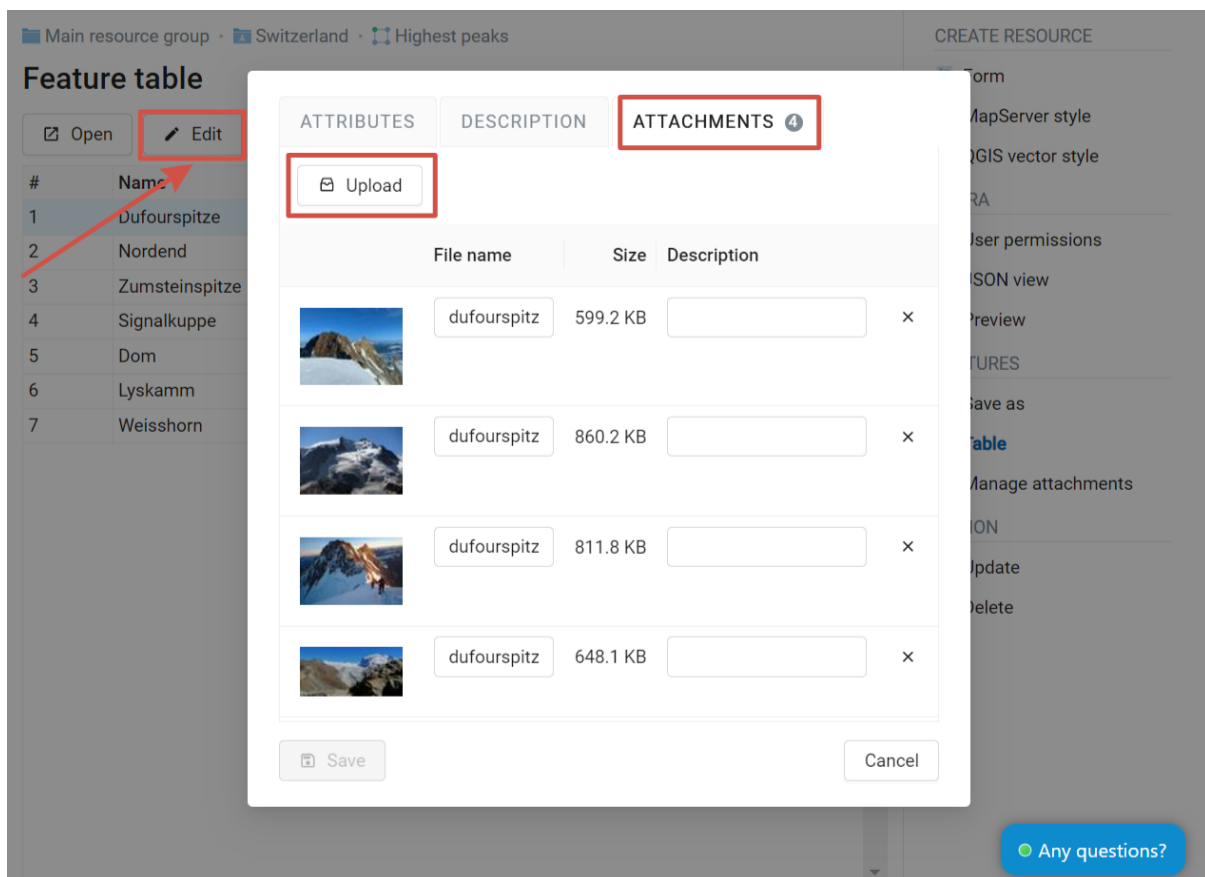 Main resource group · Switzerland · Highest peaks
Feature table
Open
Edit
#
Name
1
Dufourspitze
2
Nordend
3
Zumsteinspitze
4
Signalkuppe
5
Dom
6
Lyskamm
7
Weisshorn
ATTRIBUTES
DESCRIPTION
ATTACHMENTS 4
Upload
File name
Size
Description
dufourspitz
599.2 KB
dufourspitz
860.2 KB
dufourspitz
811.8 KB
dufourspitz
648.1 KB
Save
Cancel
CREATE RESOURCE
MapServer style
QGIS vector style
User permissions
JSON view
Preview
Save as
Table
Manage attachments
Update
Delete
Any questions?